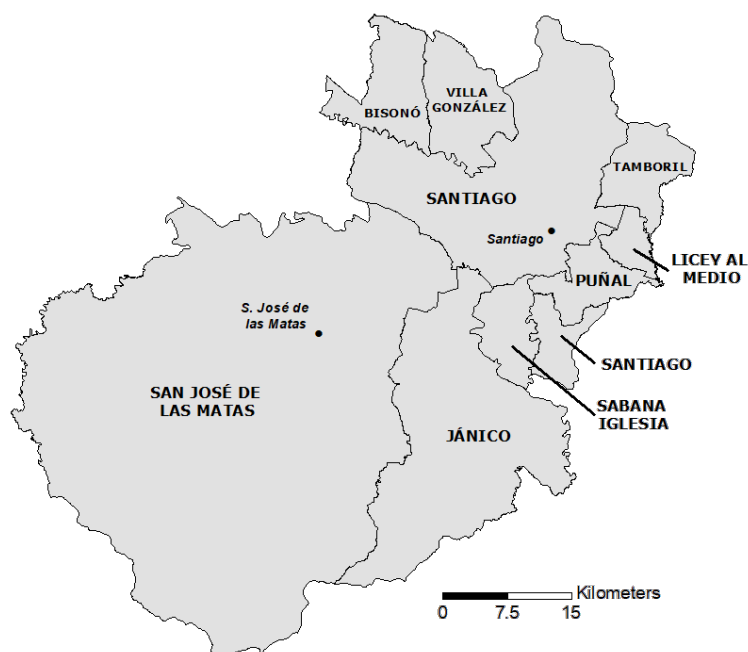 VILLA
GONZÁLEZ
BISONÓ
TAMBORIL
SANTIAGO
Santiago
LICEY AL
MEDIO
PUÑAL
S. José de
las Matas
SANTIAGO
SAN JOSÉ DE
LAS MATAS
SABANA
IGLESIA
JÁNICO
Kilometers
0 7.5 15